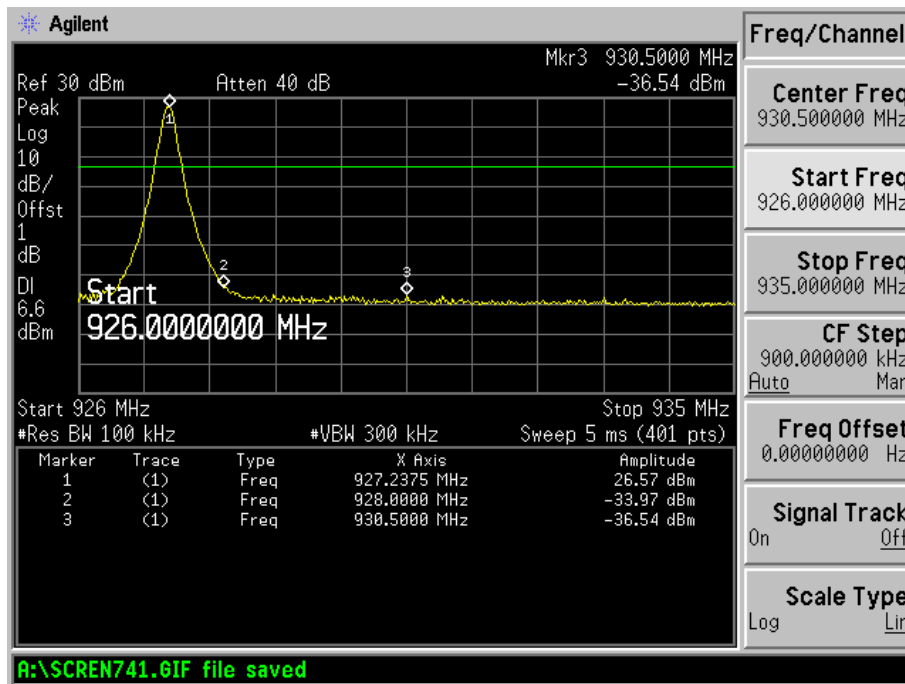 Agilent
Freq/Channel
Mkr3 930.5000 MHz
Ref 30 dBm Atten 40 dB -36.54 dBm
Peak
Log
10
dB/
Offst
1
dB
DI
6.6
dBm
1
2
3
Start
926.0000000 MHz
Start 926 MHz Stop 935 MHz
#Res BW 100 kHz #VBW 300 kHz Sweep 5 ms (401 pts)
Marker Trace Type X Axis Amplitude
1 (1) Freq 927.2375 MHz 26.57 dBm
2 (1) Freq 928.0000 MHz -33.97 dBm
3 (1) Freq 930.5000 MHz -36.54 dBm
Center Freq
930.500000 MHz
Start Freq
926.000000 MHz
Stop Freq
935.000000 MHz
CF Step
900.000000 kHz
Auto Man
Freq Offset
0.00000000 Hz
Signal Track
On Off
Scale Type
Log Lin
A:\SCREN741.GIF file saved